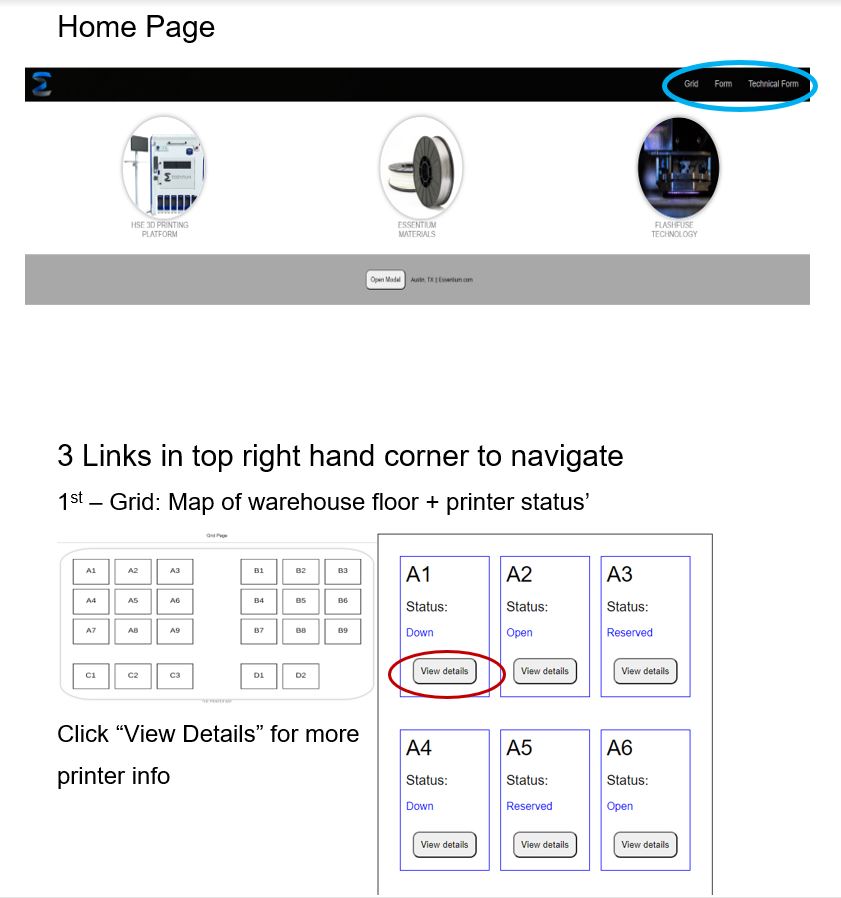 Home Page
Grid Form Technical Form
HSE 3D PRINTING
PLATFORM
ESSENTIUM
MATERIALS
FLASHFUSE
TECHNOLOGY
Open Modal Austin, TX | Essentium.com
3 Links in top right hand corner to navigate
1st – Grid: Map of warehouse floor + printer status’
Grid Page
A1 A2 A3 B1 B2 B3
A4 A5 A6 B4 B5 B6
A7 A8 A9 B7 B8 B9
C1 C2 C3 D1 D2
A1 A2 A3
Status: Status: Status:
Down Open Reserved
View details View details View details
Click “View Details” for more
printer info
A4 A5 A6
Status: Status: Status:
Down Reserved Open
View details View details View details